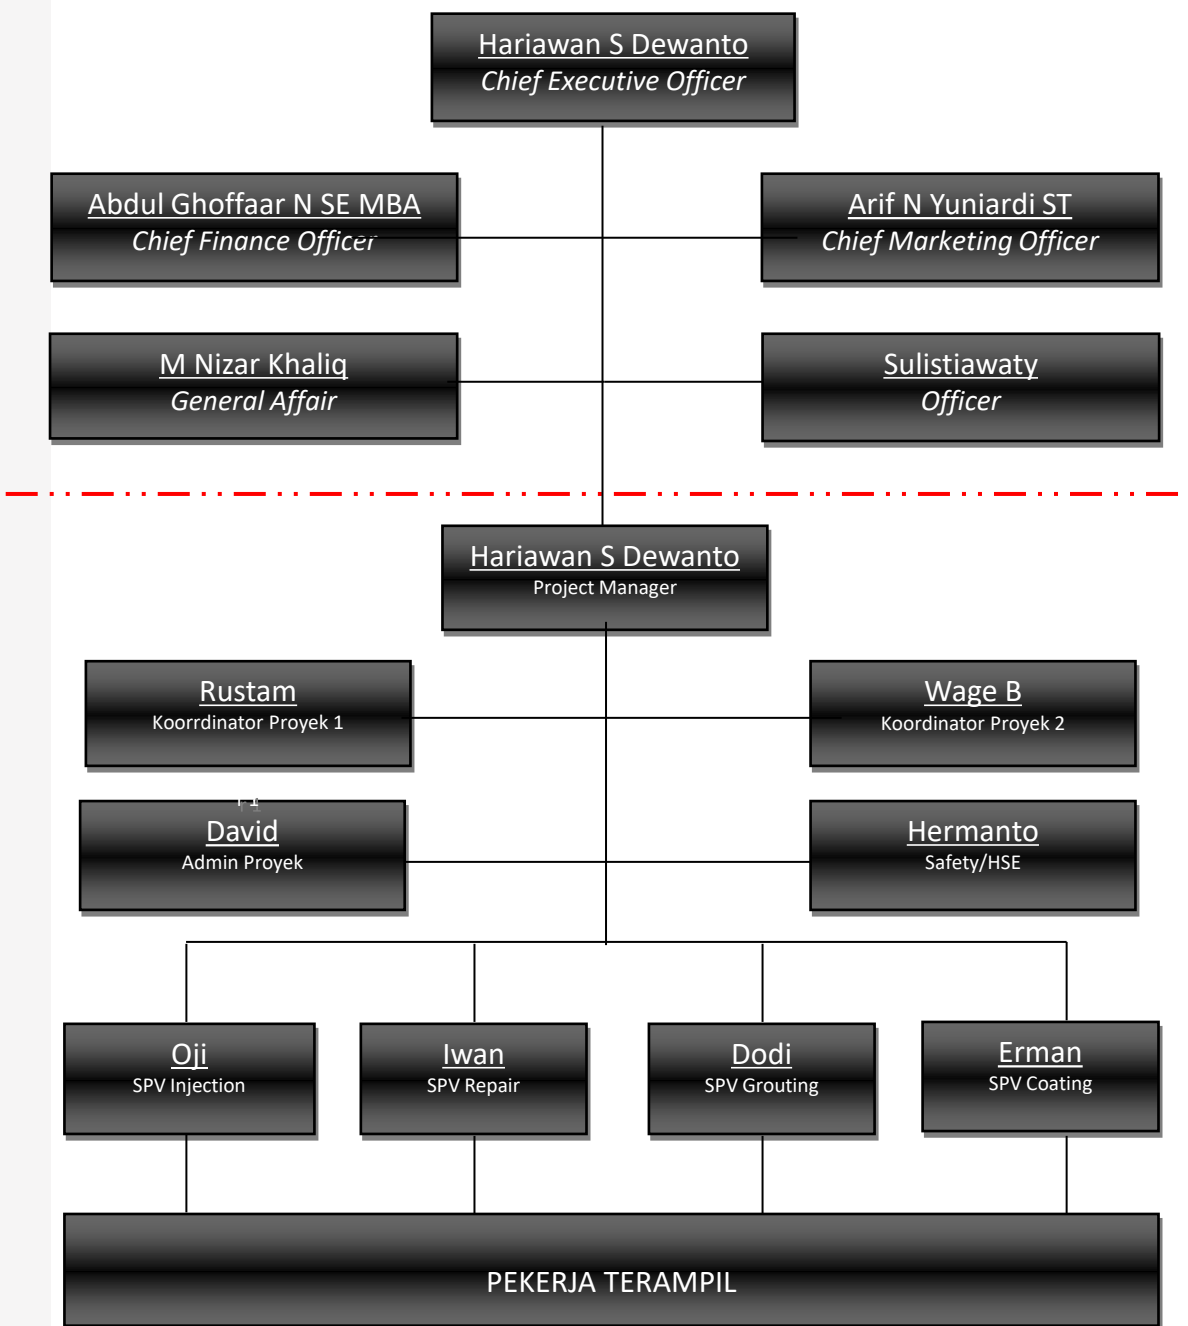 Hariawan S Dewanto
Chief Executive Officer
Abdul Ghoffaar N SE MBA
Chief Finance Officer
Arif N Yuniardi ST
Chief Marketing Officer
M Nizar Khaliq
General Affair
Sulistiawaty
Officer
Hariawan S Dewanto
Project Manager
Rustam
Koorrdinator Proyek 1
Wage B
Koordinator Proyek 2
David
Admin Proyek
Hermanto
Safety/HSE
Oji
SPV Injection
Iwan
SPV Repair
Dodi
SPV Grouting
Erman
SPV Coating
PEKERJA TERAMPIL